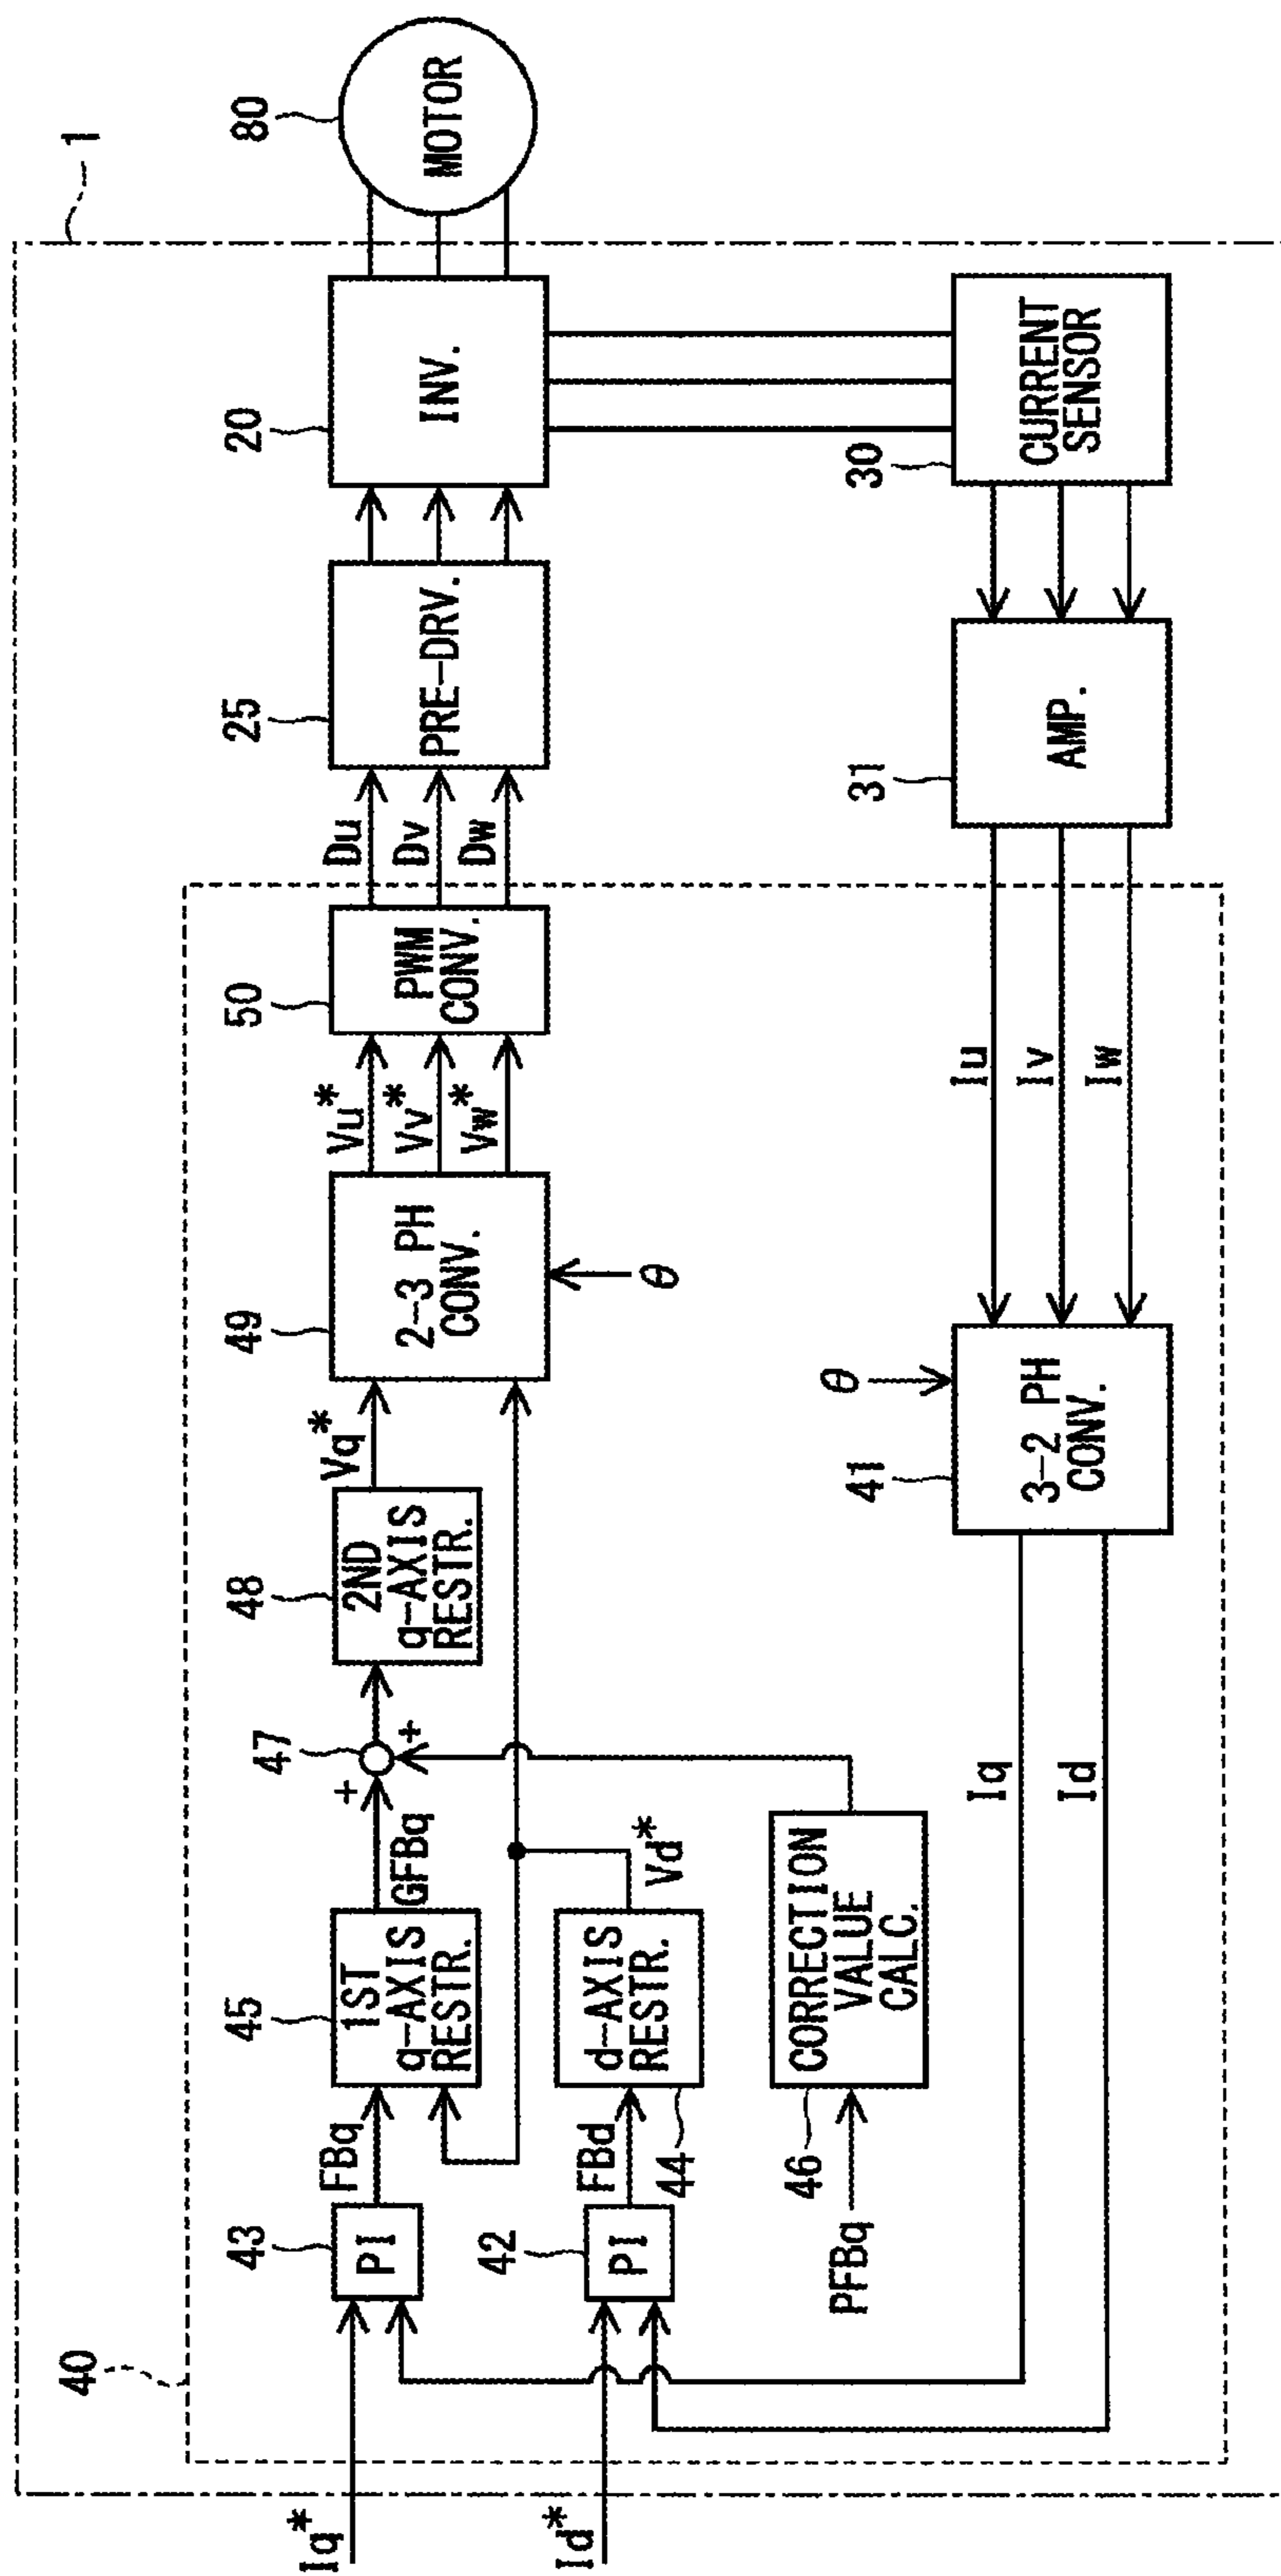 1
40
Iq*
Id*
43
PI
FBq
45
1ST
q-AXIS
RESTR.
GFBq
+
47
+
48
2ND
q-AXIS
RESTR.
Vq*
49
2-3 PH
CONV.
θ
Vu*
Vv*
Vw*
50
PWM
CONV.
Du
Dv
Dw
25
PRE-DRV.
20
INV.
80
MOTOR
42
PI
FBd
44
d-AXIS
RESTR.
Vd*
PFBq
46
CORRECTION
VALUE
CALC.
Iq
Id
41
3-2 PH
CONV.
θ
Iu
Iv
Iw
31
AMP.
30
CURRENT
SENSOR